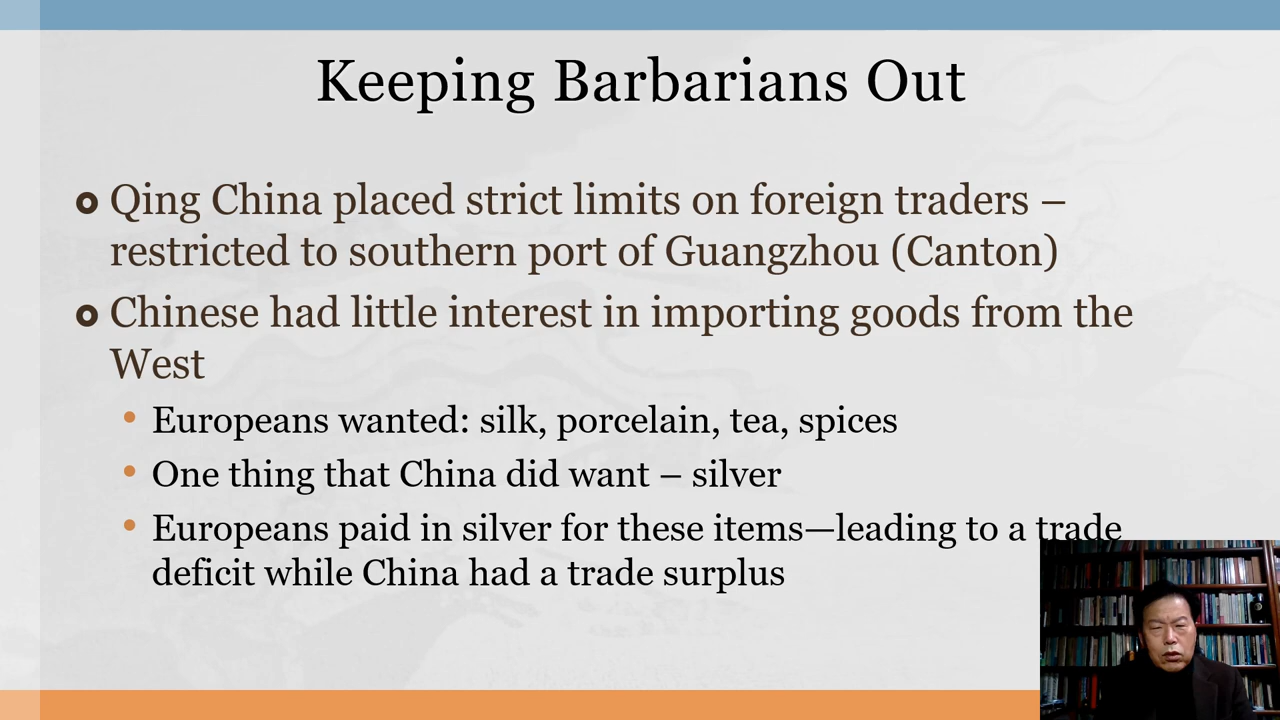 Keeping Barbarians Out
Qing China placed strict limits on foreign traders –
restricted to southern port of Guangzhou (Canton)
Chinese had little interest in importing goods from the
West
Europeans wanted: silk, porcelain, tea, spices
One thing that China did want – silver
Europeans paid in silver for these items—leading to a trade
deficit while China had a trade surplus